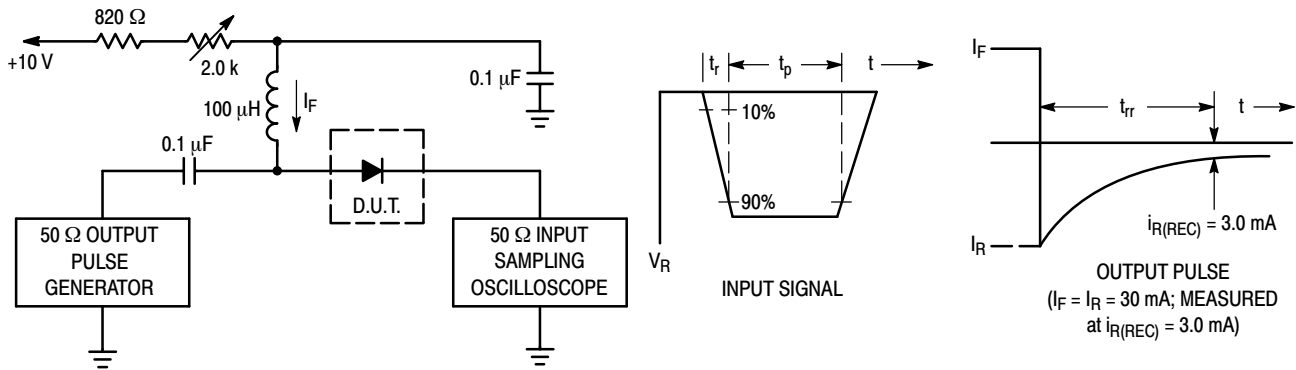 820 Ω
+10 V
2.0 k
100 μH
I_F
0.1 μF
0.1 μF
D.U.T.
50 Ω OUTPUT
PULSE
GENERATOR
50 Ω INPUT
SAMPLING
OSCILLOSCOPE
t_r
t_p
t
10%
90%
V_R
INPUT SIGNAL
I_F
t_rr
t
I_R
i_R(REC) = 3.0 mA
OUTPUT PULSE
(I_F = I_R = 30 mA; MEASURED
at i_R(REC) = 3.0 mA)